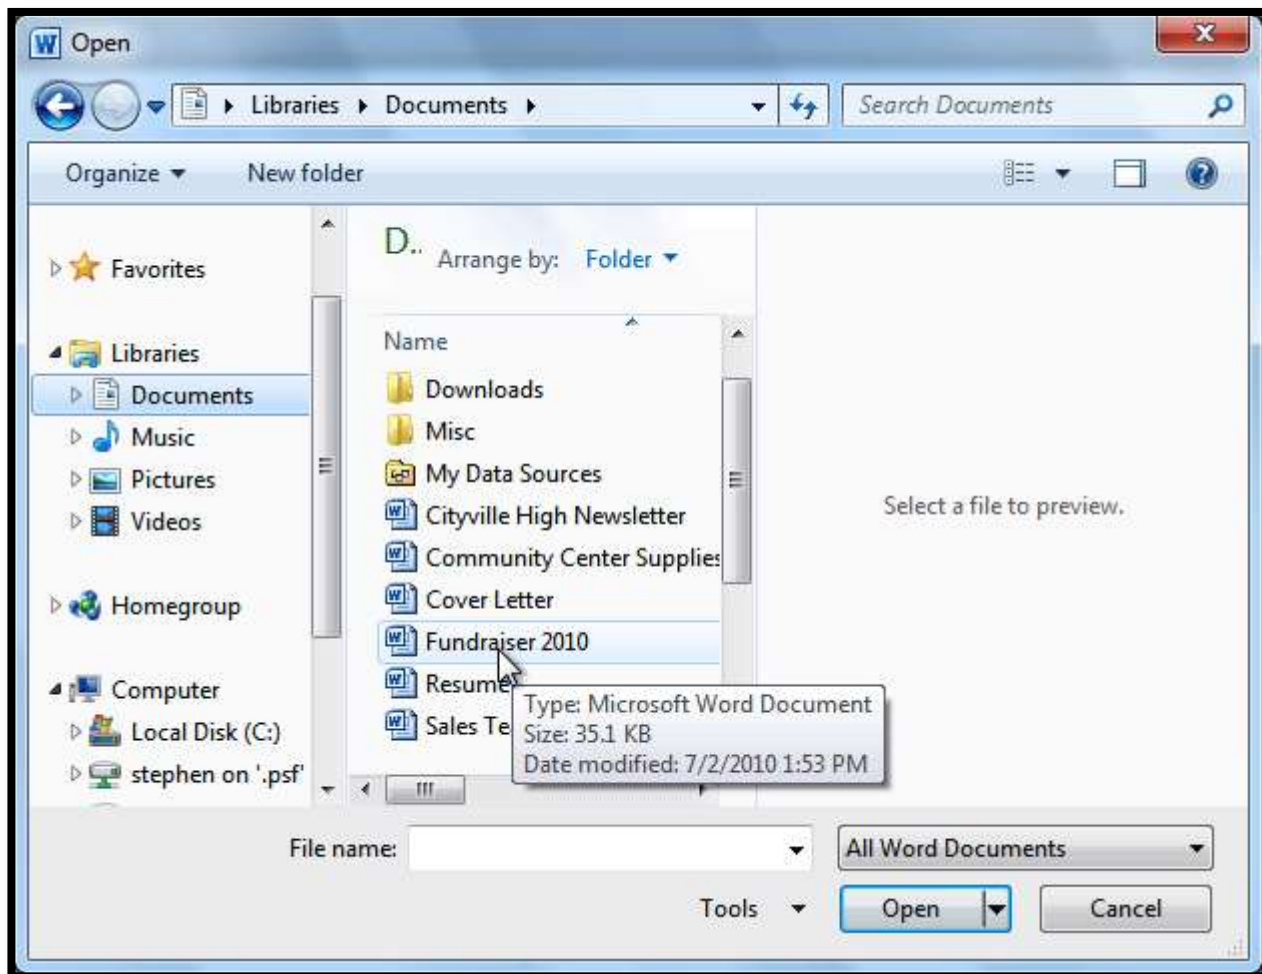 Open
Libraries Documents
Search Documents
Organize New folder
Favorites
Libraries
Documents
Music
Pictures
Videos
Homegroup
Computer
Local Disk (C:)
stephen on '.psf'
D..
Arrange by: Folder
Name
Downloads
Misc
My Data Sources
Cityville High Newsletter
Community Center Supplies
Cover Letter
Fundraiser 2010
Resume
Sales Te
Type: Microsoft Word Document
Size: 35.1 KB
Date modified: 7/2/2010 1:53 PM
Select a file to preview.
File name:
All Word Documents
Tools Open Cancel